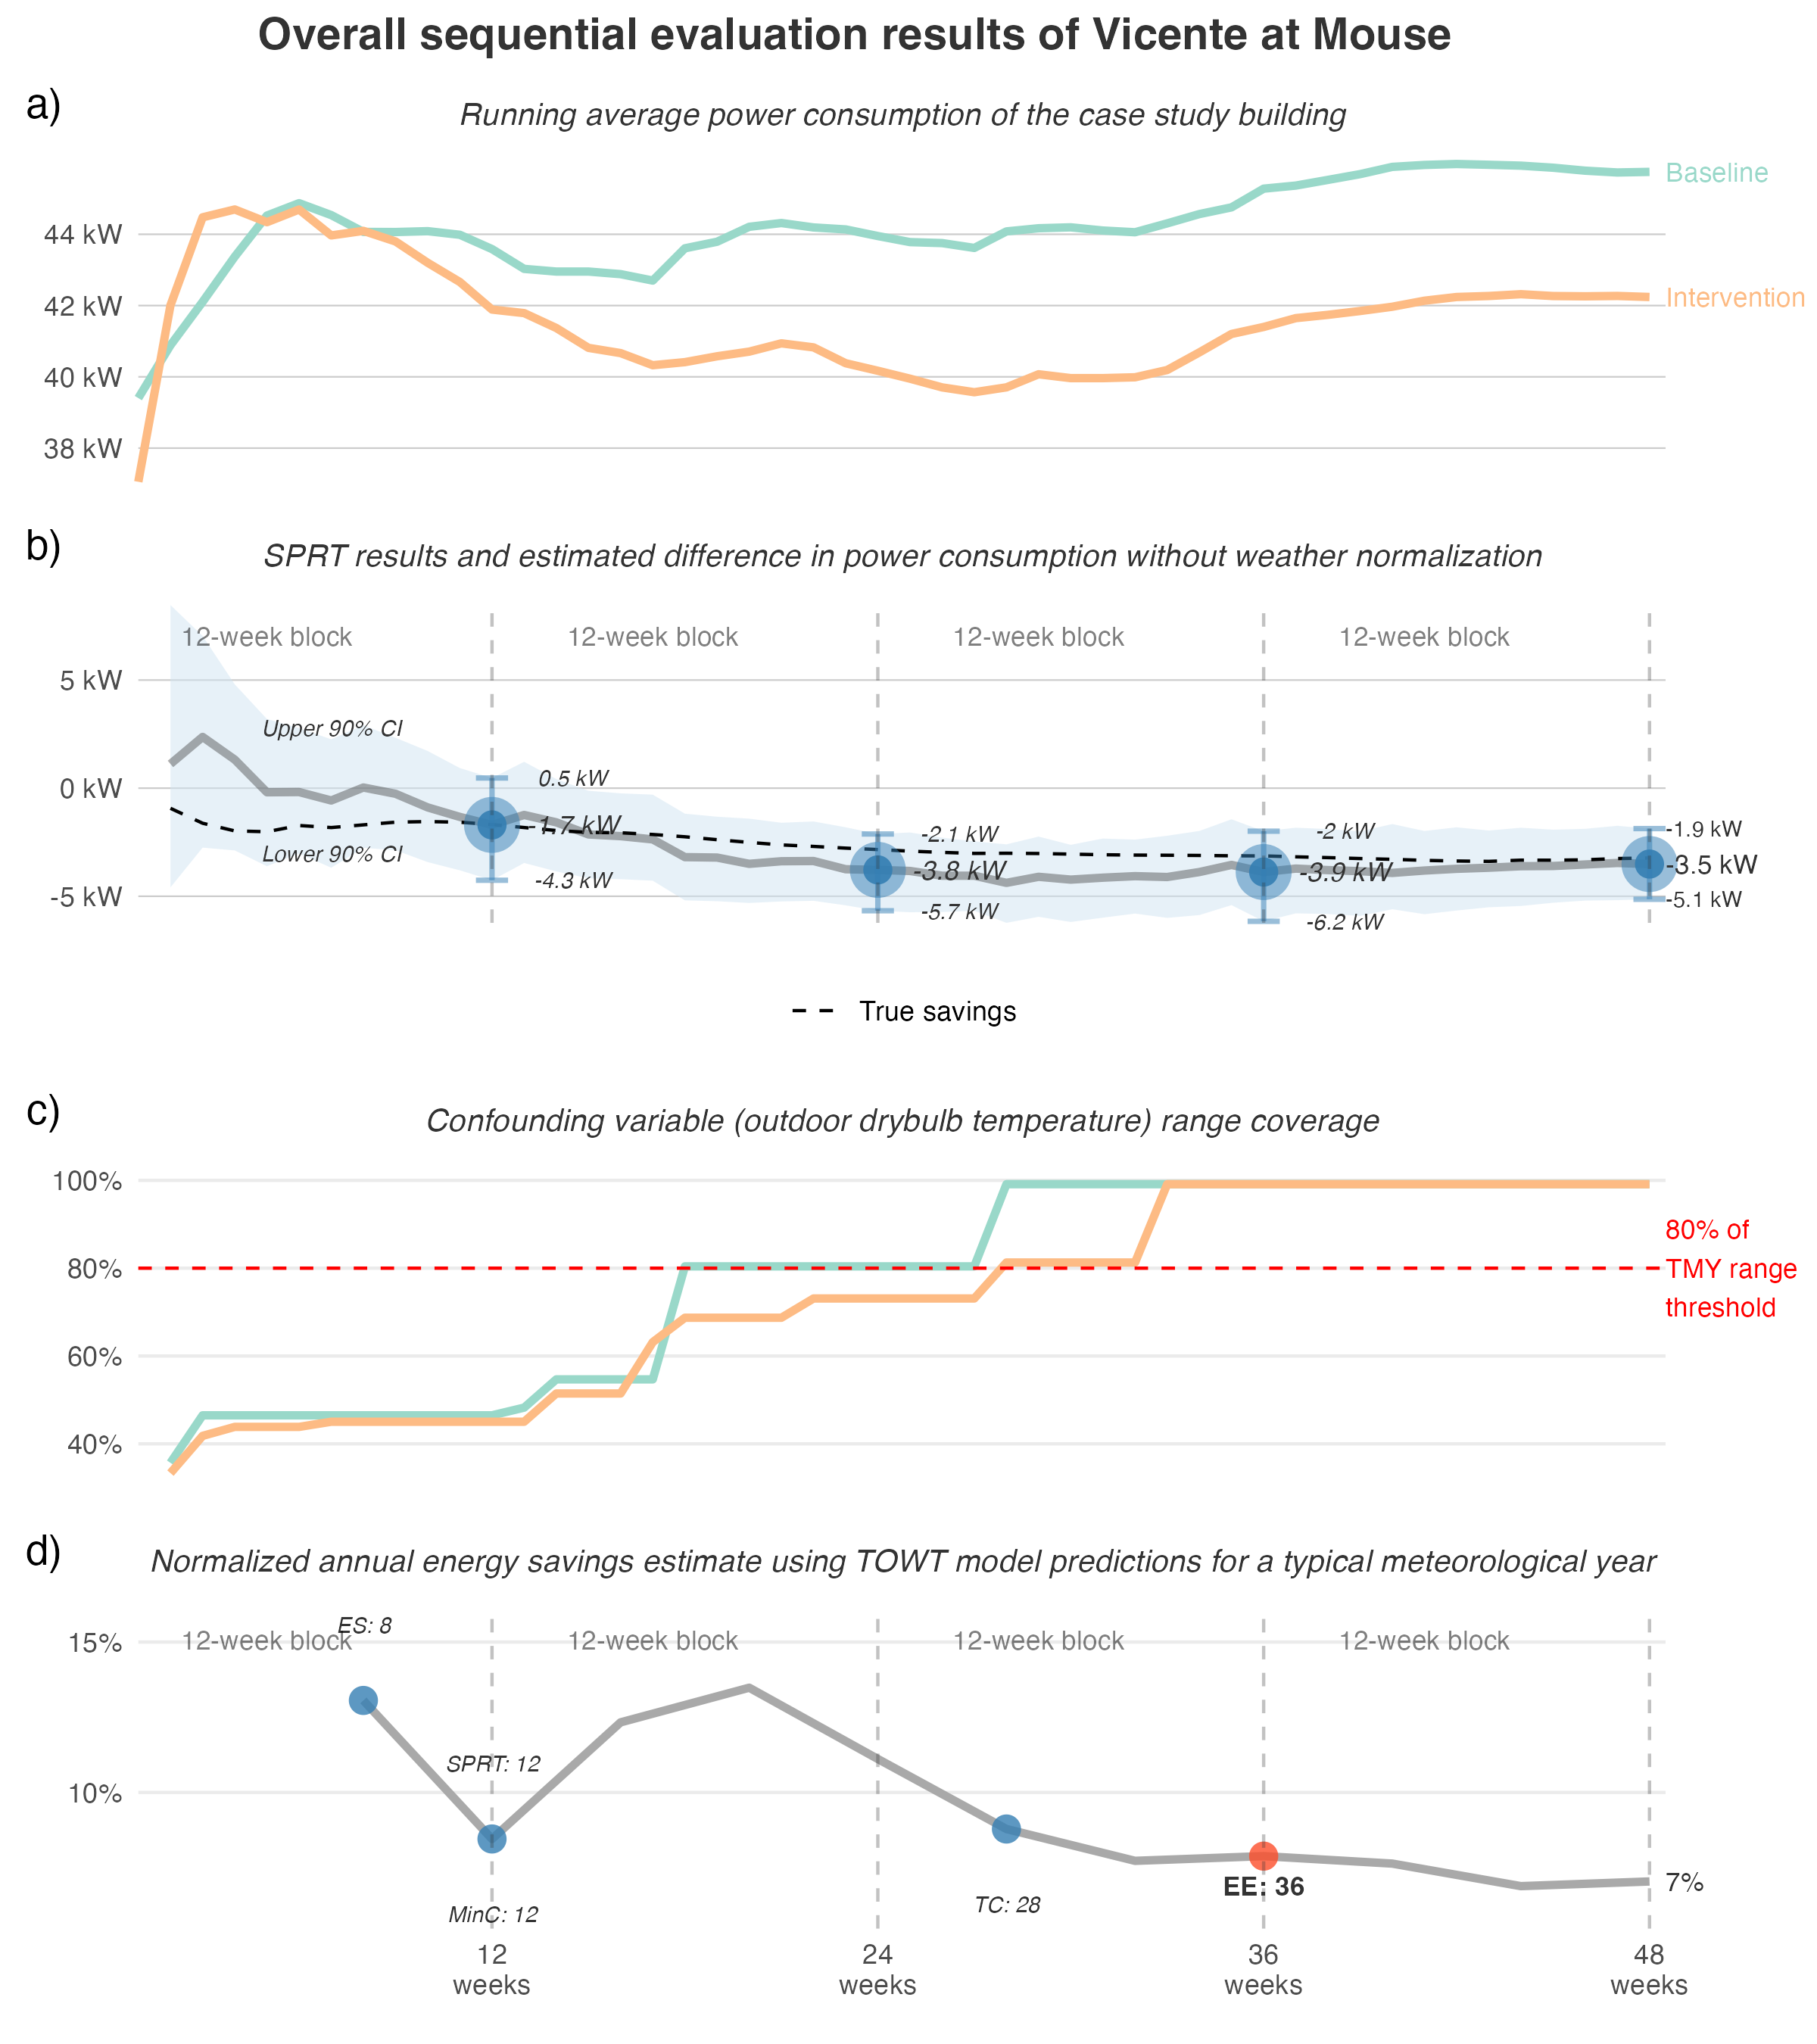 Overall sequential evaluation results of Vicente at Mouse
a)
Running average power consumption of the case study building
Baseline
44 kW
42 kW
Intervention
40 kW
38 kW
b)
SPRT results and estimated difference in power consumption without weather normalization
12-week block
12-week block
12-week block
12-week block
5 kW
Upper 90% CI
0 kW
0.5 kW
-1.7 kW
-2.1 kW
-2 kW
-1.9 kW
Lower 90% CI
-3.8 kW
-3.9 kW
-3.5 kW
-4.3 kW
-5 kW
-5.7 kW
-6.2 kW
-5.1 kW
True savings
c)
Confounding variable (outdoor drybulb temperature) range coverage
100%
80%
60%
40%
80% of
TMY range
threshold
d)
Normalized annual energy savings estimate using TOWT model predictions for a typical meteorological year
ES: 8
12-week block
12-week block
12-week block
12-week block
15%
SPRT: 12
10%
EE: 36
7%
MinC: 12
TC: 28
12
weeks
24
weeks
36
weeks
48
weeks